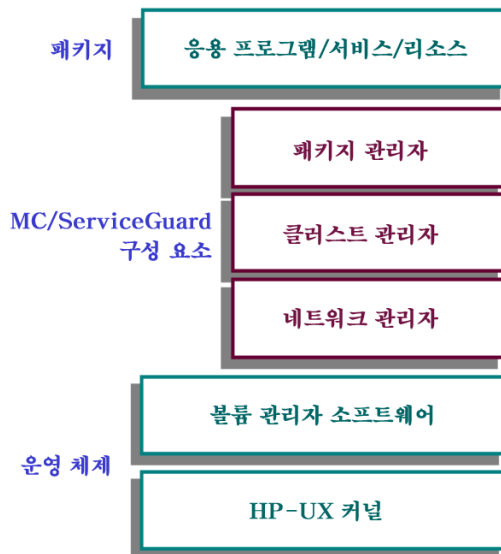 패키지
응용 프로그램/서비스/리소스
패키지 관리자
MC/ServiceGuard
구성 요소
클러스트 관리자
네트워크 관리자
볼륨 관리자 소프트웨어
운영 체제
HP-UX 커널